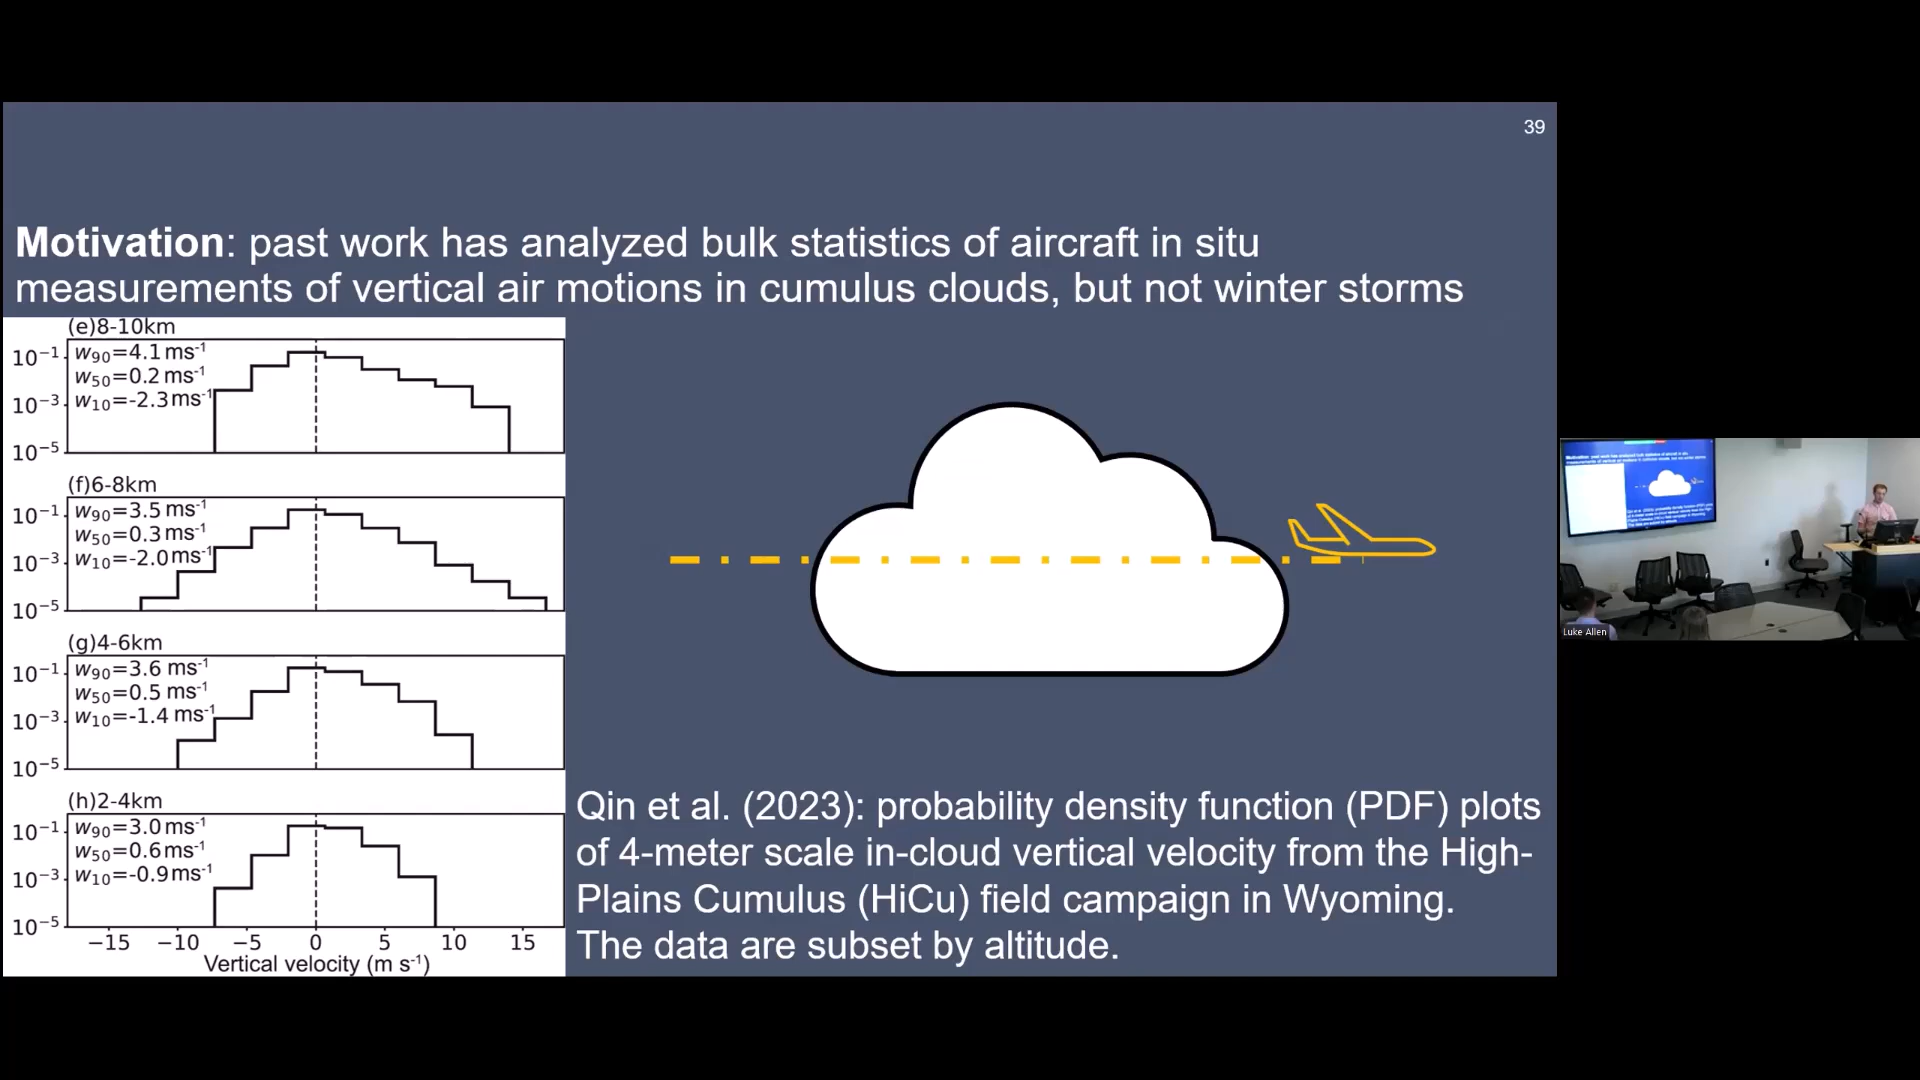 39
Motivation: past work has analyzed bulk statistics of aircraft in situ
measurements of vertical air motions in cumulus clouds, but not winter storms
(e)8-10km
10⁻¹
10⁻³
10⁻⁵
w₉₀=4.1 ms⁻¹
w₅₀=0.2 ms⁻¹
w₁₀=-2.3ms⁻¹
(f)6-8km
10⁻¹
10⁻³
10⁻⁵
w₉₀=3.5 ms⁻¹
w₅₀=0.3 ms⁻¹
w₁₀=-2.0ms⁻¹
(g)4-6km
10⁻¹
10⁻³
10⁻⁵
w₉₀=3.6 ms⁻¹
w₅₀=0.5 ms⁻¹
w₁₀=-1.4 ms⁻¹
(h)2-4km
10⁻¹
10⁻³
10⁻⁵
w₉₀=3.0 ms⁻¹
w₅₀=0.6 ms⁻¹
w₁₀=-0.9ms⁻¹
−15 −10 −5 0 5 10 15
Vertical velocity (m s⁻¹)
Qin et al. (2023): probability density function (PDF) plots
of 4-meter scale in-cloud vertical velocity from the High-
Plains Cumulus (HiCu) field campaign in Wyoming.
The data are subset by altitude.
Luke Allen